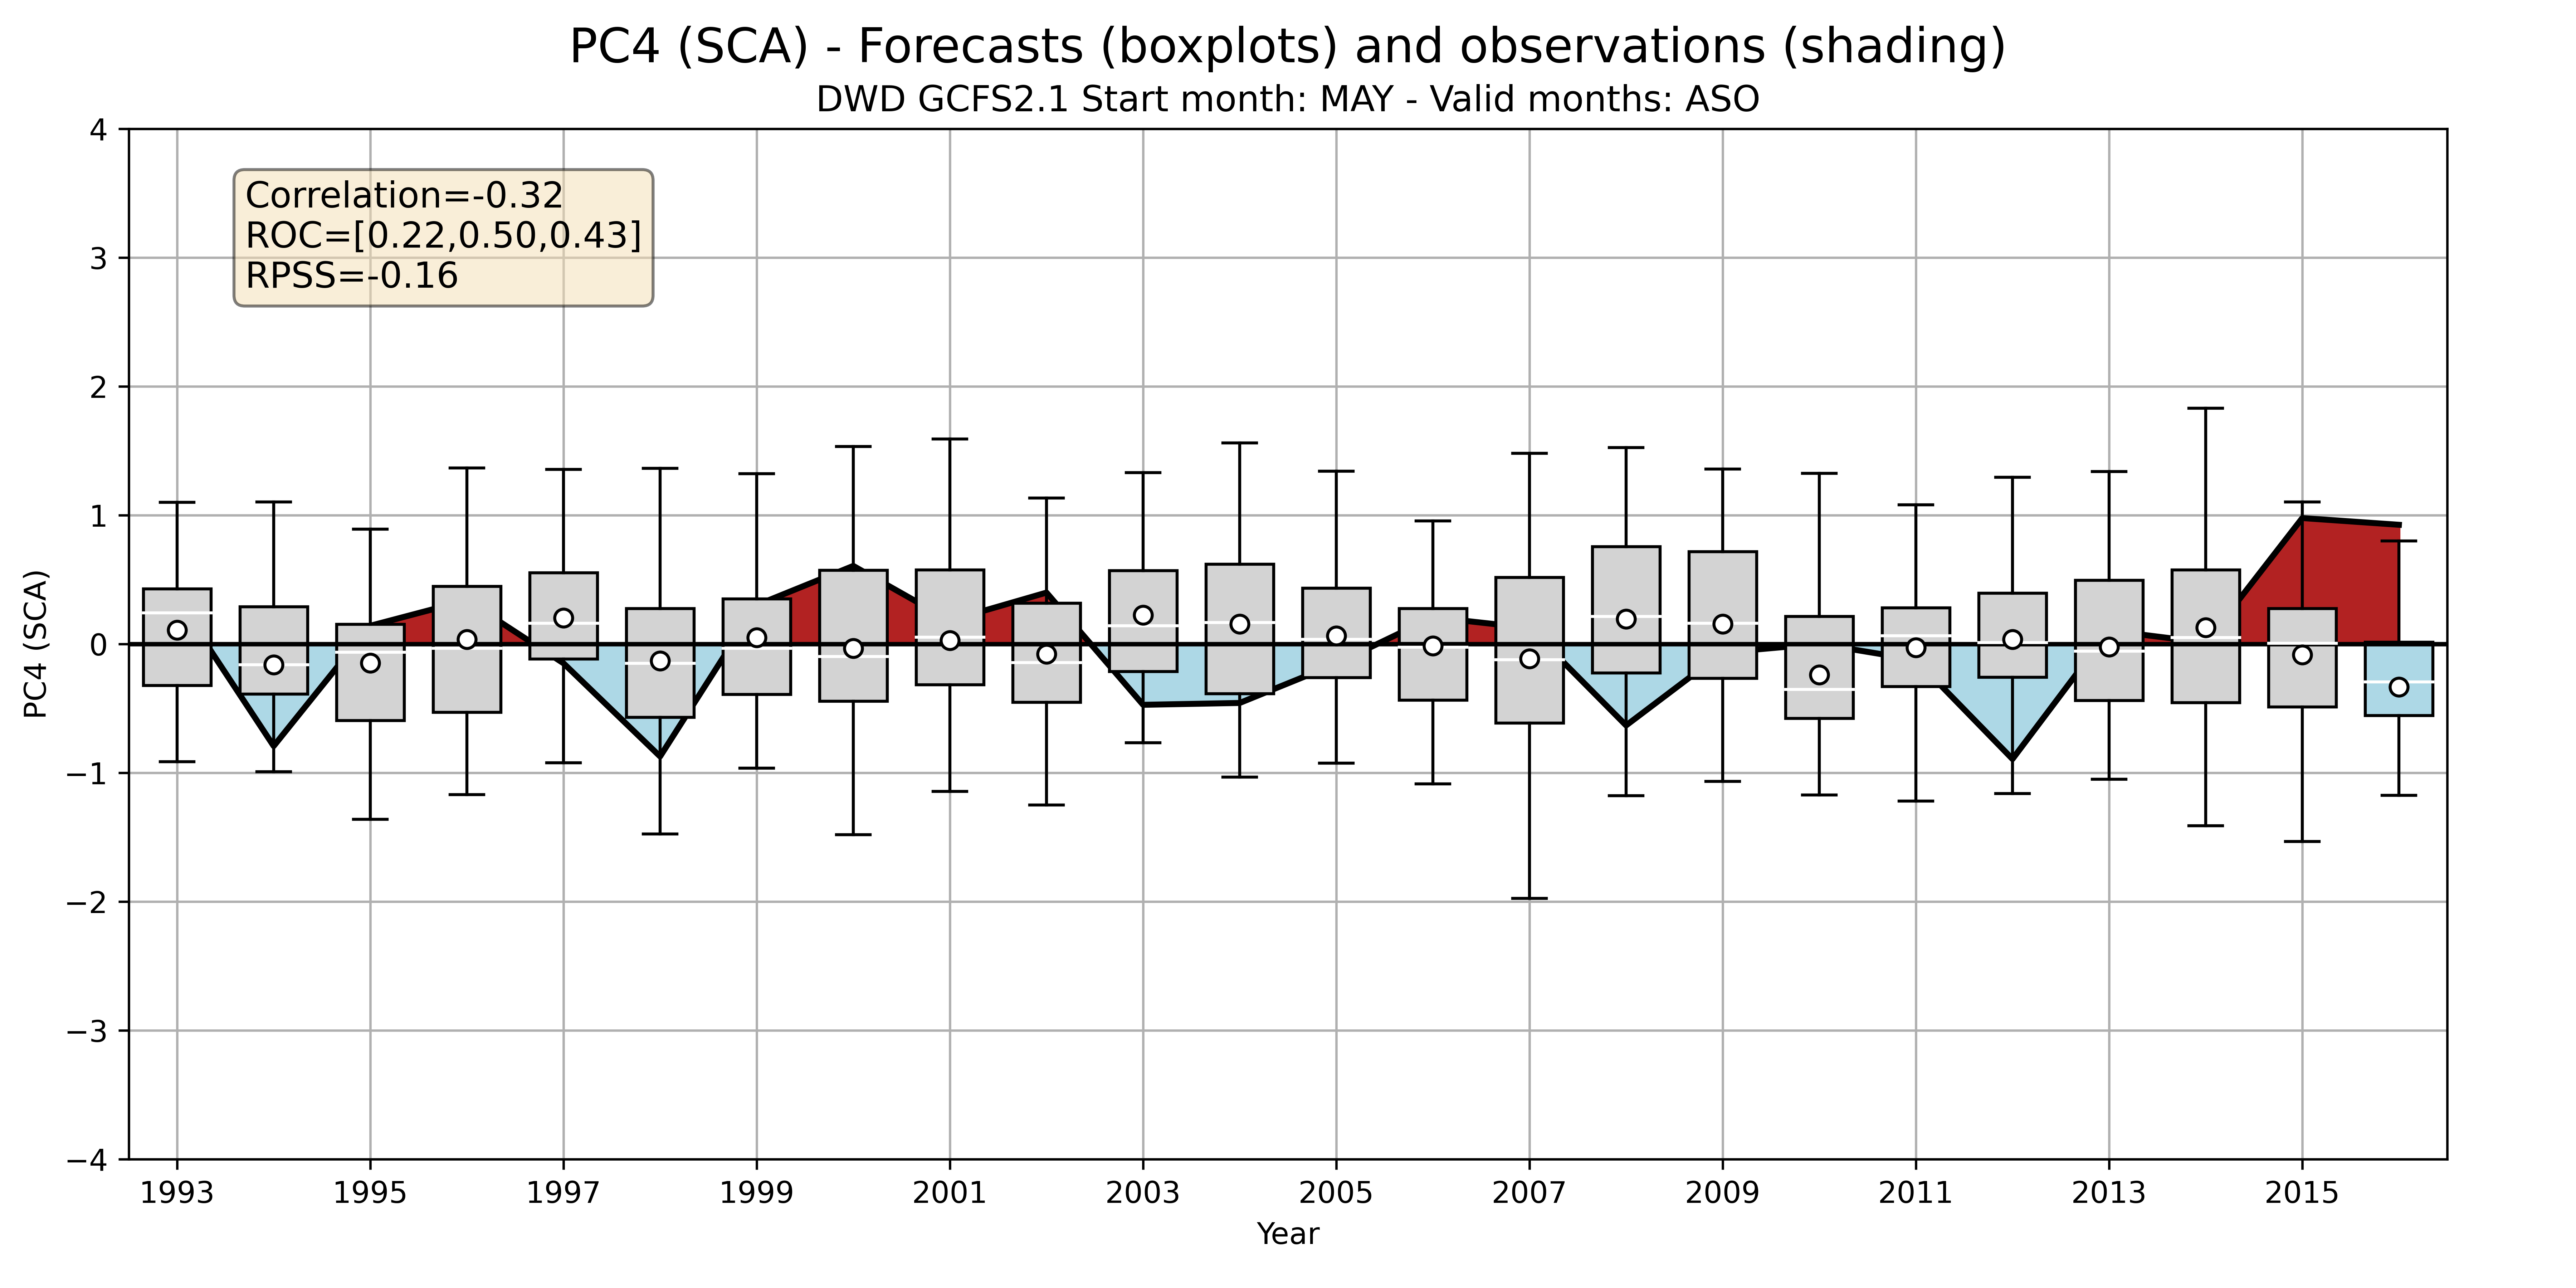 PC4 (SCA) - Forecasts (boxplots) and observations (shading)
DWD GCFS2.1 Start month: MAY - Valid months: ASO
Correlation=-0.32
ROC=[0.22,0.50,0.43]
RPSS=-0.16
PC4 (SCA)
4
3
2
1
0
−1
−2
−3
−4
1993 1995 1997 1999 2001 2003 2005 2007 2009 2011 2013 2015
Year